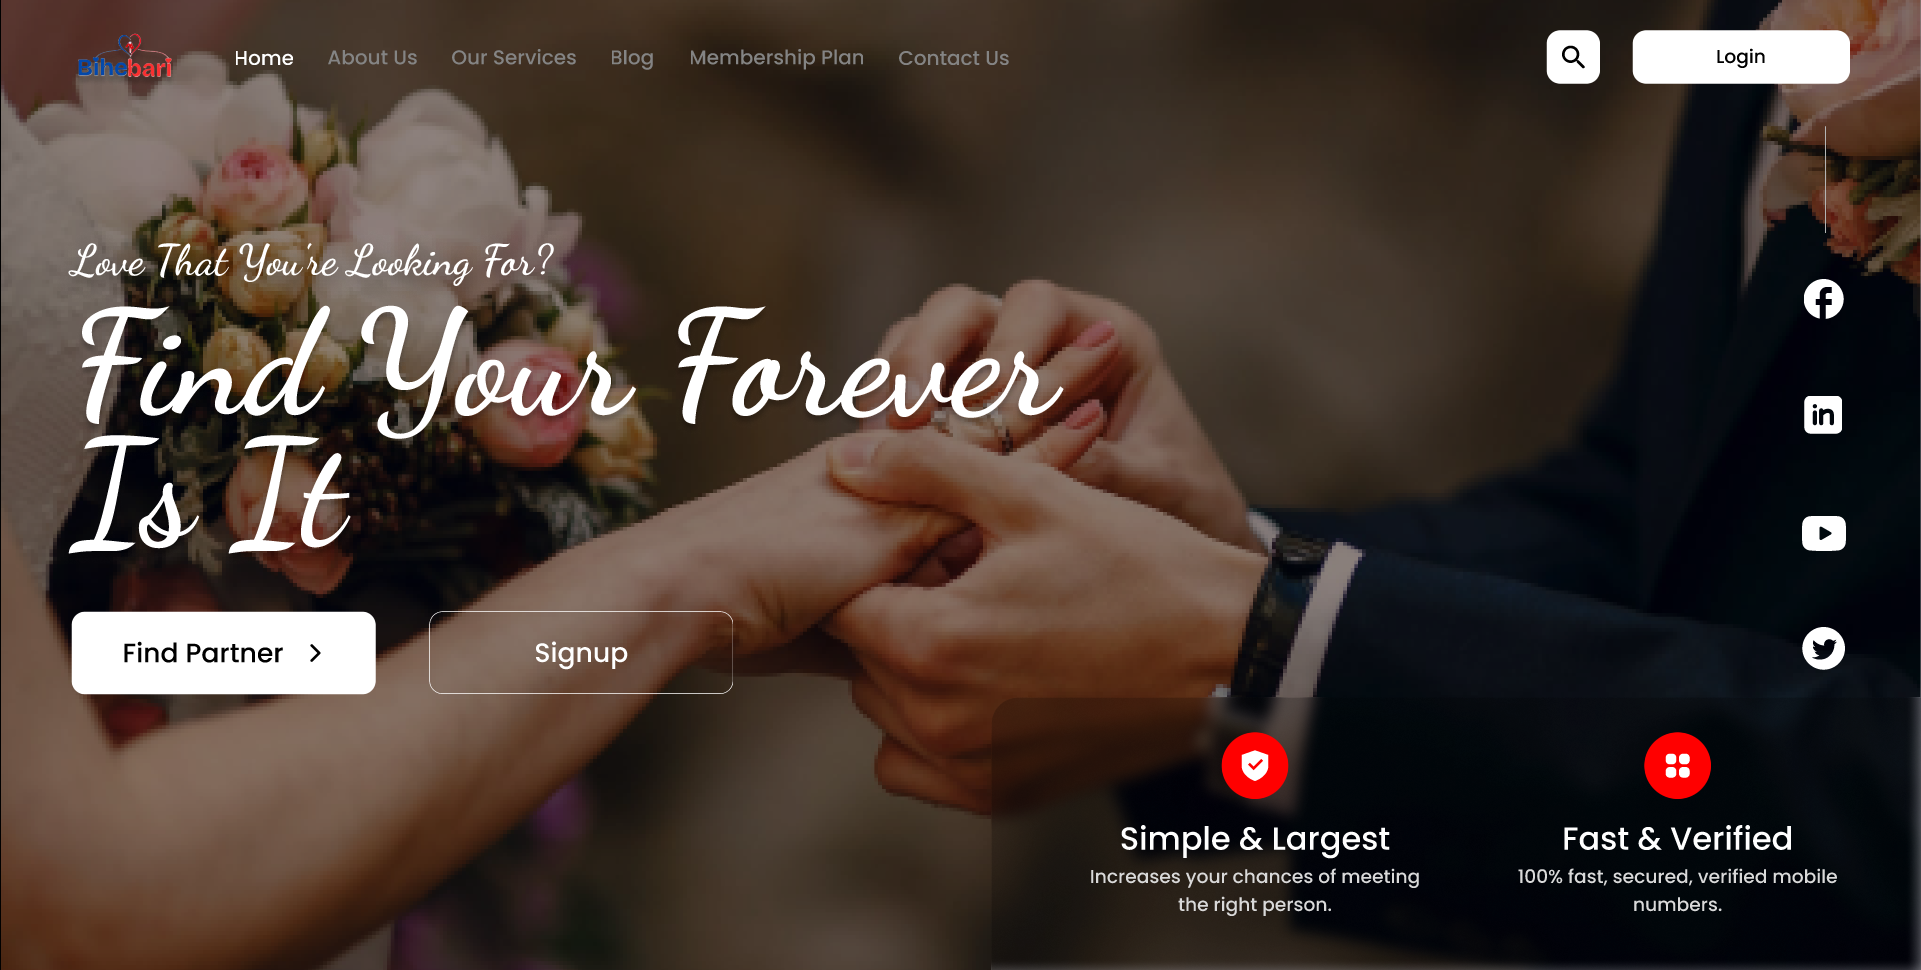 Bihebari
Home About Us Our Services Blog Membership Plan Contact Us
Login
Love That You're Looking For?
Find Your Forever
Is It
Find Partner
Signup
in
Simple & Largest
Increases your chances of meeting
the right person.
Fast & Verified
100% fast, secured, verified mobile
numbers.